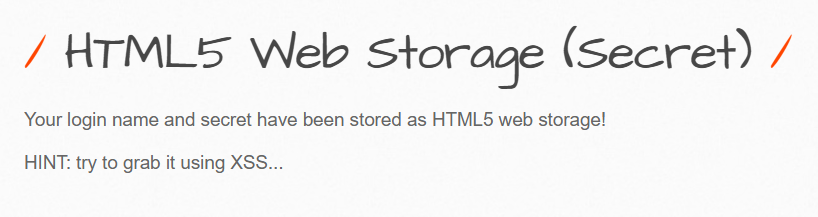 / HTML5 Web Storage (Secret) /
Your login name and secret have been stored as HTML5 web storage!
HINT: try to grab it using XSS...